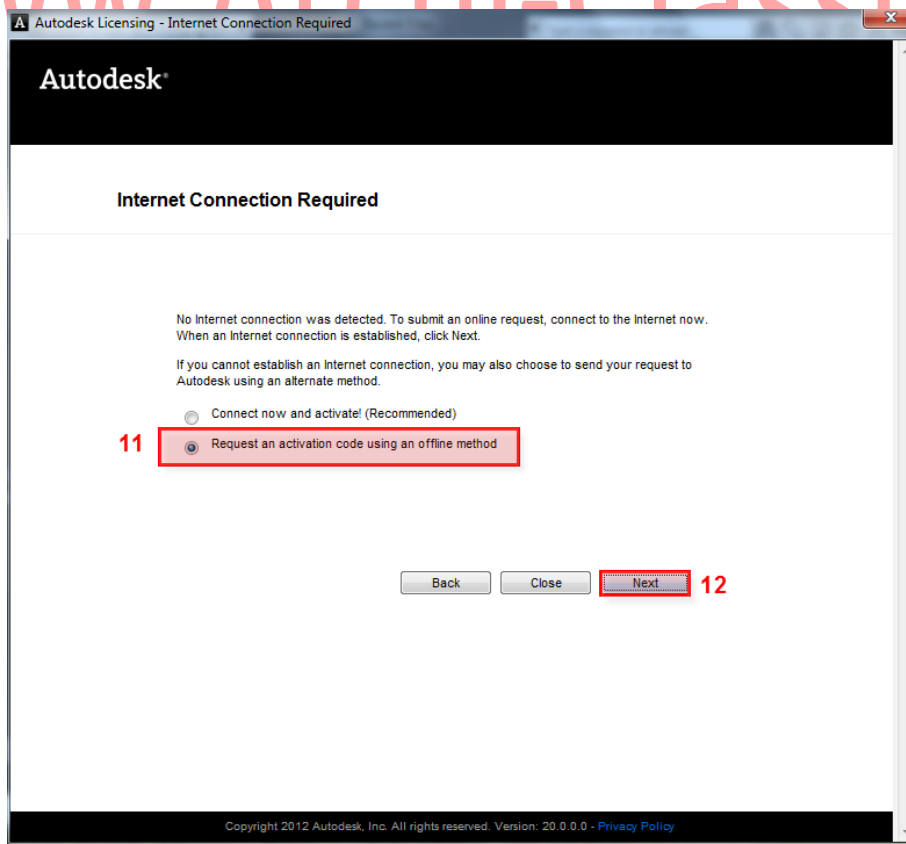 Autodesk Licensing - Internet Connection Required
Autodesk®
Internet Connection Required
No Internet connection was detected. To submit an online request, connect to the Internet now.
When an Internet connection is established, click Next.
If you cannot establish an Internet connection, you may also choose to send your request to
Autodesk using an alternate method.
Connect now and activate! (Recommended)
11 Request an activation code using an offline method
Back Close Next 12
Copyright 2012 Autodesk, Inc. All rights reserved. Version: 20.0.0.0 - Privacy Policy